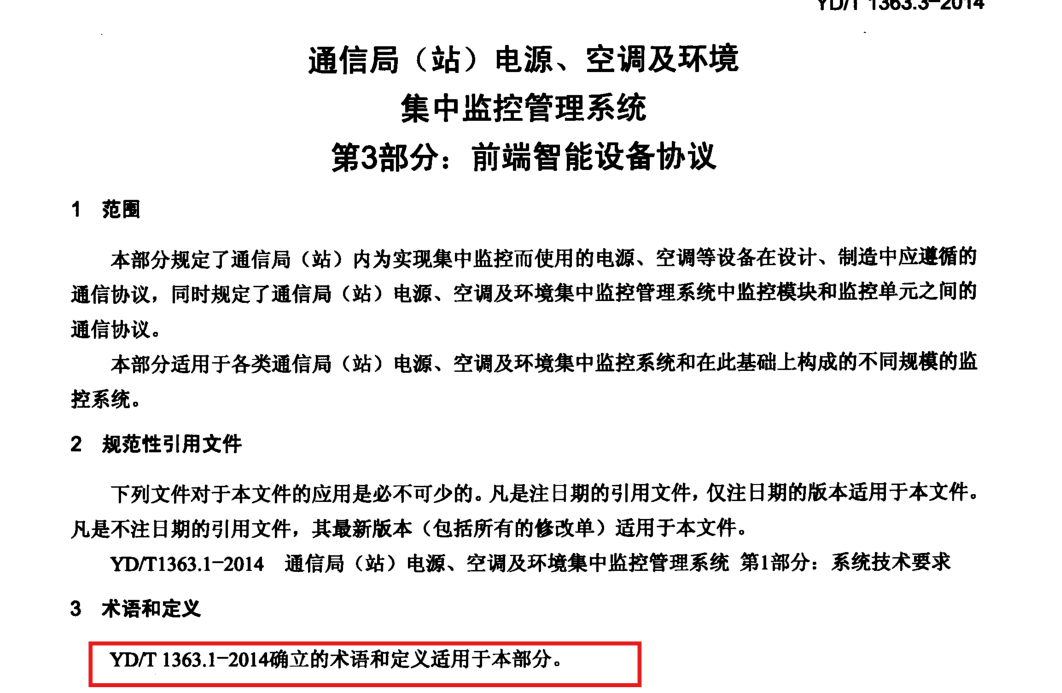 YD/T 1363.3-2014
通信局（站）电源、空调及环境
集中监控管理系统
第3部分：前端智能设备协议
1 范围
本部分规定了通信局（站）内为实现集中监控而使用的电源、空调等设备在设计、制造中应遵循的
通信协议，同时规定了通信局（站）电源、空调及环境集中监控管理系统中监控模块和监控单元之间的
通信协议。
本部分适用于各类通信局（站）电源、空调及环境集中监控系统和在此基础上构成的不同规模的监
控系统。
2 规范性引用文件
下列文件对于本文件的应用是必不可少的。凡是注日期的引用文件，仅注日期的版本适用于本文件。
凡是不注日期的引用文件，其最新版本（包括所有的修改单）适用于本文件。
YD/T1363.1-2014 通信局（站）电源、空调及环境集中监控管理系统 第1部分：系统技术要求
3 术语和定义
YD/T 1363.1-2014确立的术语和定义适用于本部分。